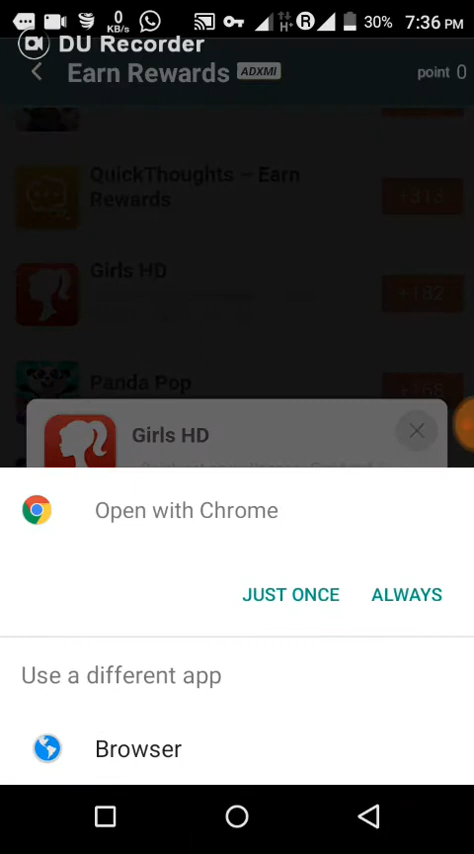 0
KB/s
H+
R
30%
7:36 PM
DU Recorder
Earn Rewards ADXMI
point 0
QuickThoughts – Earn
Rewards
+313
Girls HD
+182
Panda Pop
+168
Girls HD
Open with Chrome
JUST ONCE
ALWAYS
Use a different app
Browser